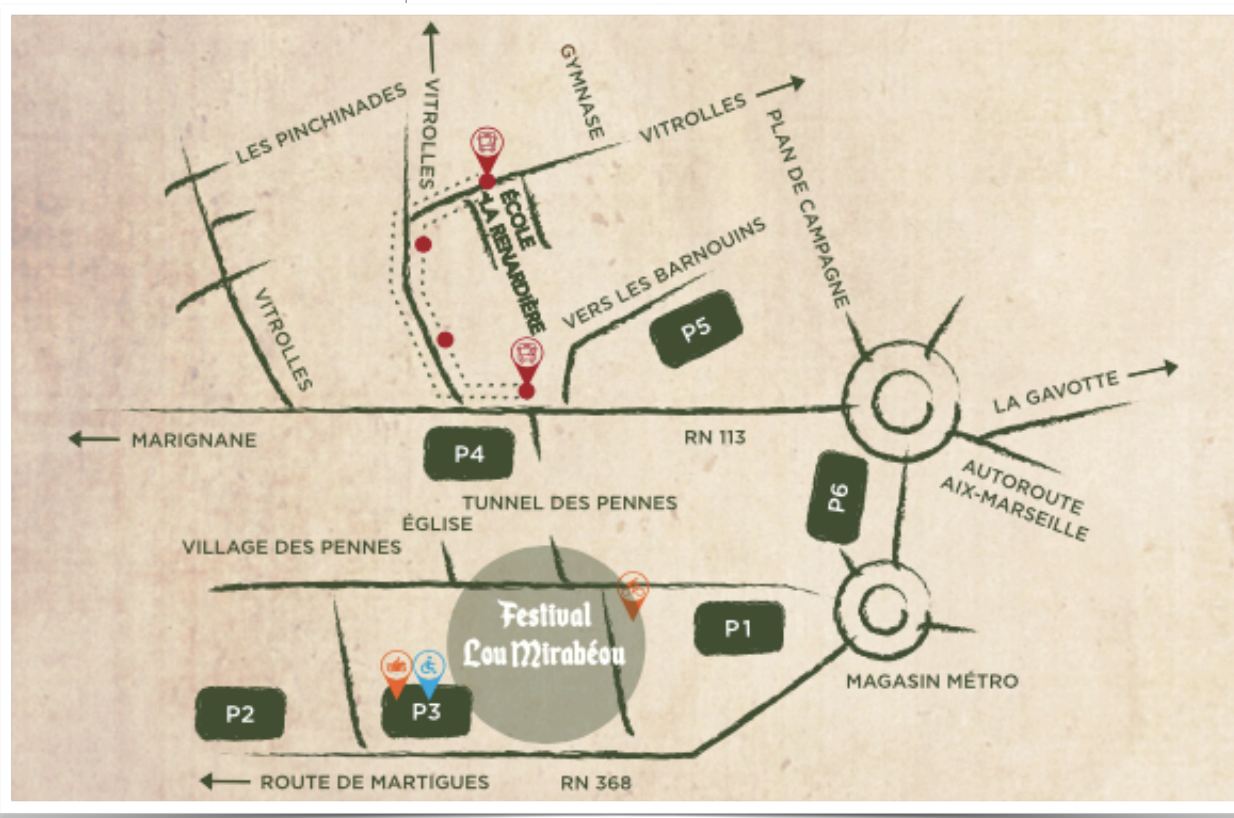 GYMNASE
VITROLLES
LES PINCHINADES
VITROLLES
PLAN DE CAMPAGNE
ÉCOLE
LA RENARDIÈRE
VERS LES BARNOUINS
VITROLLES
P5
LA GAVOTTE
MARIGNANE
RN 113
P4
AUTOROUTE
AIX-MARSEILLE
P6
TUNNEL DES PENNES
ÉGLISE
VILLAGE DES PENNES
Festival
Lou Mirabéou
P1
MAGASIN MÉTRO
P2
P3
ROUTE DE MARTIGUES
RN 368